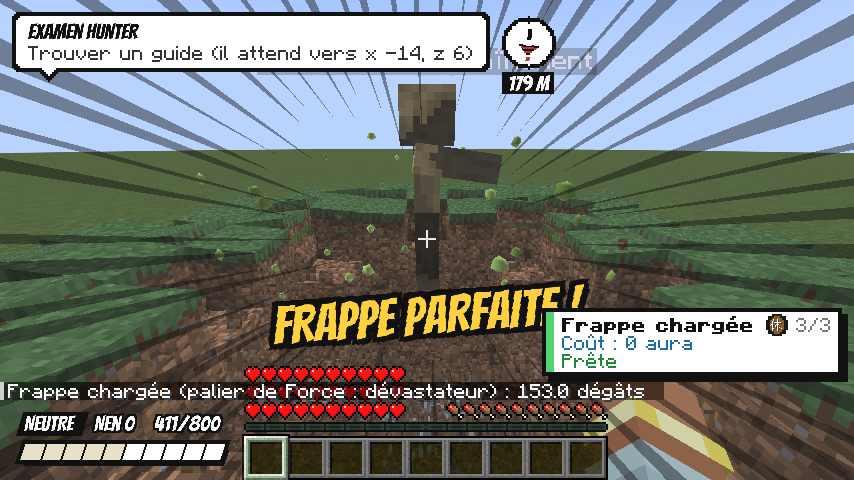 EXAMEN HUNTER
Trouver un guide (il attend vers x -14, z 6)
179 M
FRAPPE PARFAITE !
Frappe chargée 3/3
Coût : 0 aura
Prête
Frappe chargée (palier de Force : dévastateur) : 153.0 dégâts
NEUTRE NEN 0 411/800